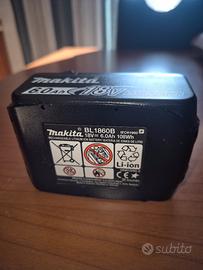 makita
6.0Ah 18V
makita BL1860B
18V⎓6.0Ah 108Wh
Li-ion
subito